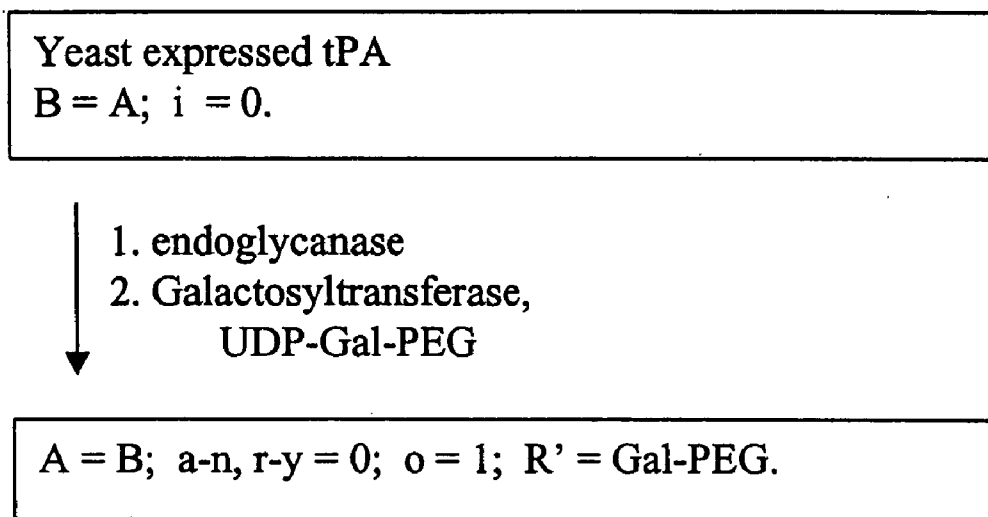 Yeast expressed tPA
B = A; i = 0.
1. endoglycanase
2. Galactosyltransferase,
UDP-Gal-PEG
A = B; a-n, r-y = 0; o = 1; R' = Gal-PEG.